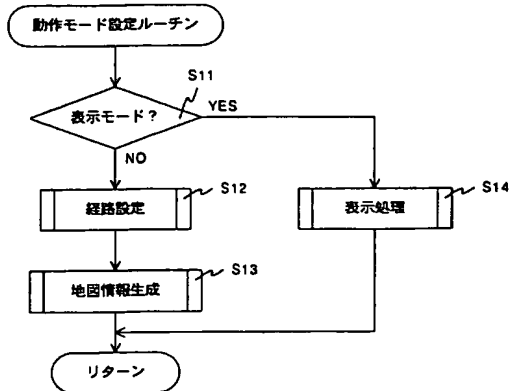 動作モード設定ルーチン
S11
表示モード?
YES
NO
S12
経路設定
S14
表示処理
S13
地図情報生成
リターン